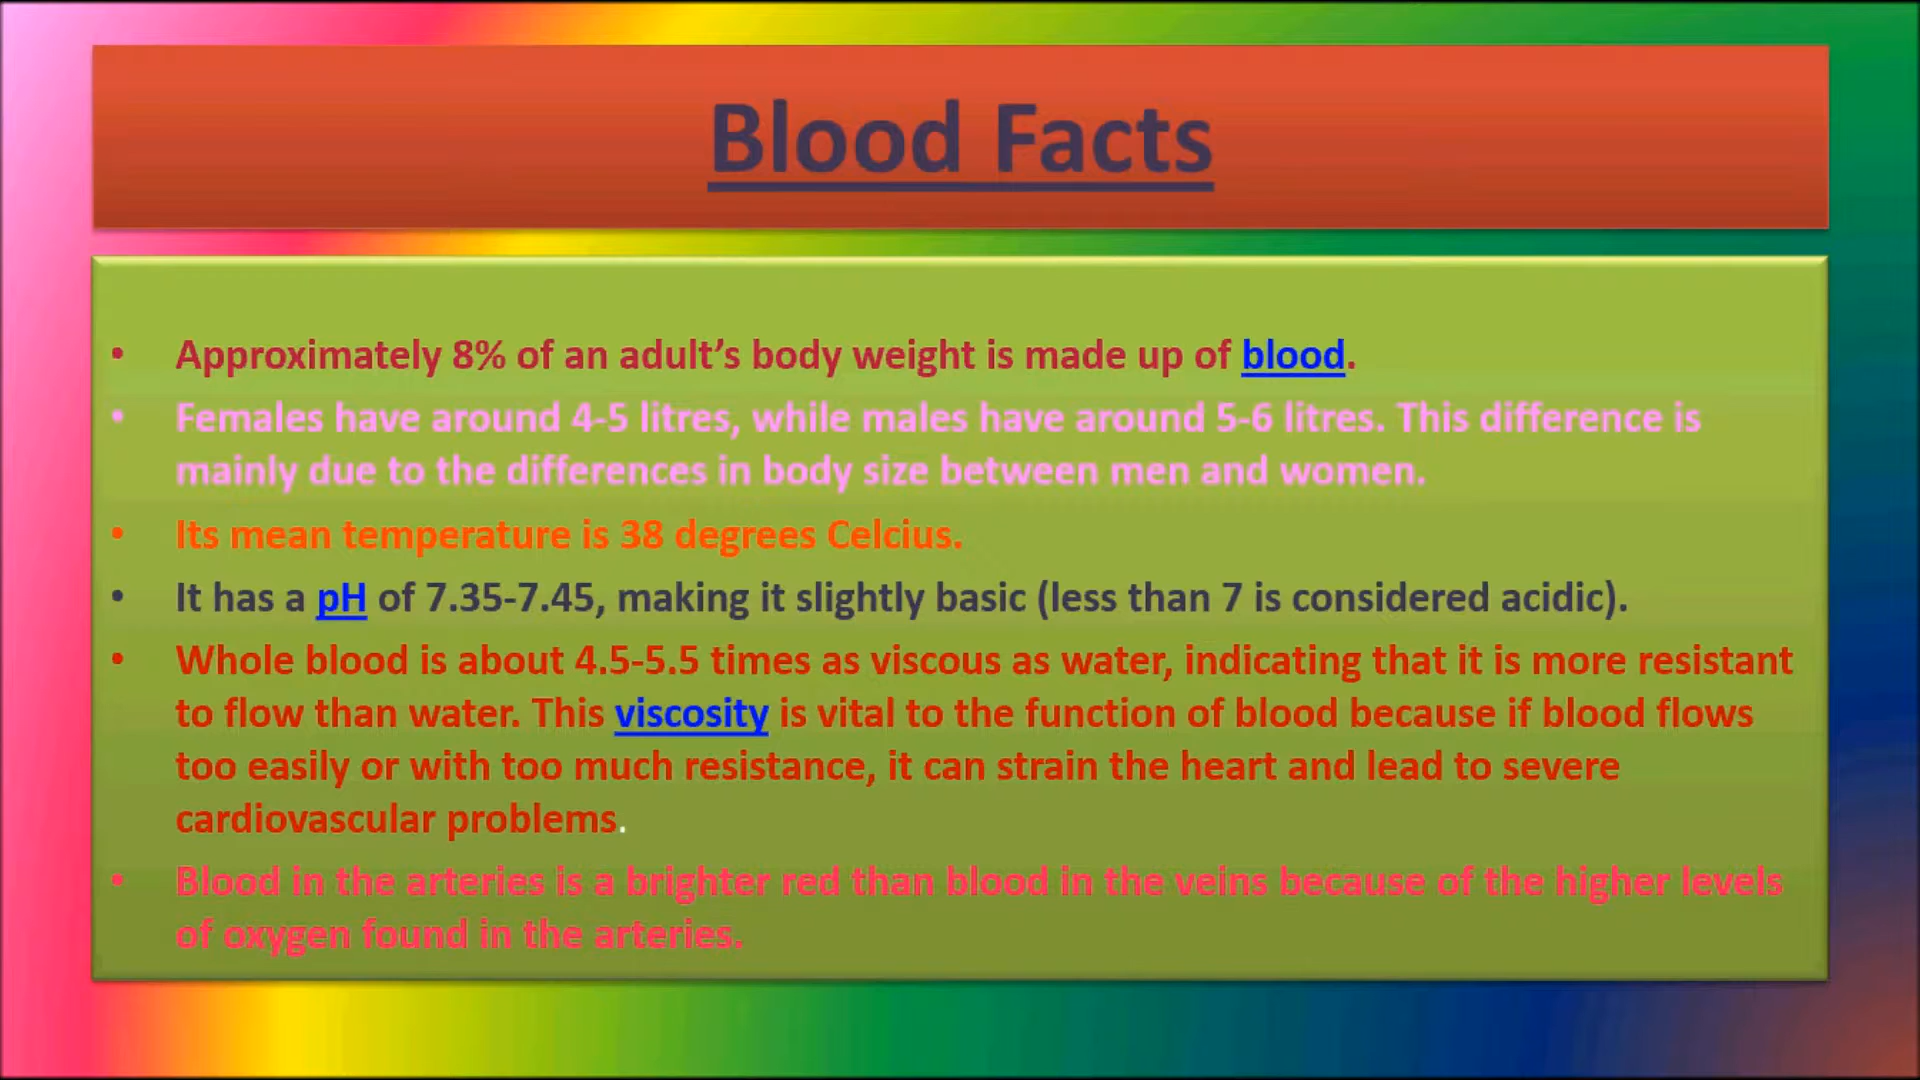 Blood Facts
• Approximately 8% of an adult’s body weight is made up of blood.
• Females have around 4-5 litres, while males have around 5-6 litres. This difference is
mainly due to the differences in body size between men and women.
• Its mean temperature is 38 degrees Celcius.
• It has a pH of 7.35-7.45, making it slightly basic (less than 7 is considered acidic).
• Whole blood is about 4.5-5.5 times as viscous as water, indicating that it is more resistant
to flow than water. This viscosity is vital to the function of blood because if blood flows
too easily or with too much resistance, it can strain the heart and lead to severe
cardiovascular problems.
• Blood in the arteries is a brighter red than blood in the veins because of the higher levels
of oxygen found in the arteries.